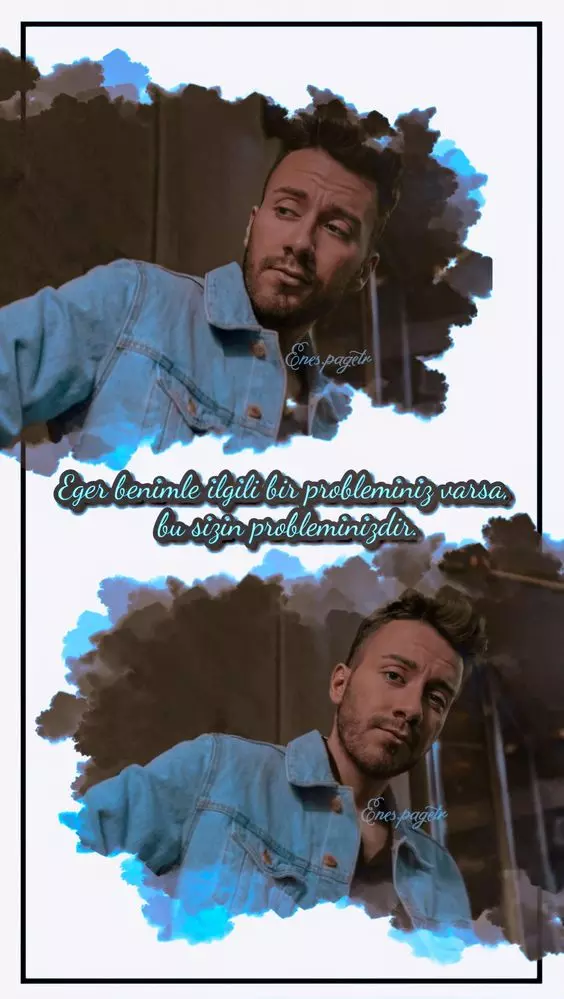 Enes.pagetr
Eger benimle ilgili bir probleminiz varsa,
bu sizin probleminizdir.
Enes.pagetr